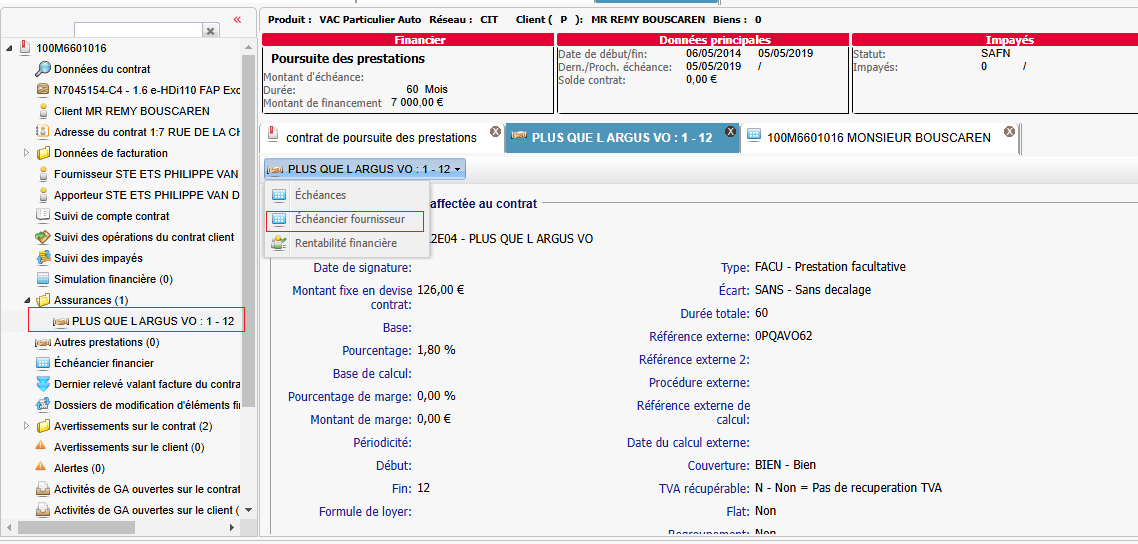 Produit : VAC Particulier Auto Réseau : CIT Client ( P ): MR REMY BOUSCAREN Biens : 0
«
100M6601016
Données du contrat
N7045154-C4 - 1.6 e-HDi110 FAP Exc
Client MR REMY BOUSCAREN
Adresse du contrat 1:7 RUE DE LA CH
Données de facturation
Fournisseur STE ETS PHILIPPE VAN
Apporteur STE ETS PHILIPPE VAN D
Suivi de compte contrat
Suivi des opérations du contrat client
Suivi des impayés
Simulation financière (0)
Assurances (1)
PLUS QUE L ARGUS VO : 1 - 12
Autres prestations (0)
Échéancier financier
Dernier relevé valant facture du contra
Dossiers de modification d'éléments fi
Avertissements sur le contrat (2)
Avertissements sur le client (0)
Alertes (0)
Activités de GA ouvertes sur le contrat
Activités de GA ouvertes sur le client (
Financier
Poursuite des prestations
Montant d'échéance:
Durée: 60 Mois
Montant de financement 7 000,00 €
Données principales
Date de début/fin: 06/05/2014 05/05/2019
Dern./Proch. échéance: 05/05/2019 /
Solde contrat: 0,00 €
Impayés
Statut: SAFN
Impayés: 0 /
contrat de poursuite des prestations
PLUS QUE L ARGUS VO : 1 - 12
100M6601016 MONSIEUR BOUSCAREN
PLUS QUE L ARGUS VO : 1 - 12
Échéances
Échéancier fournisseur
Rentabilité financière
affectée au contrat
2E04 - PLUS QUE L ARGUS VO
Date de signature:
Montant fixe en devise contrat: 126,00 €
Base:
Pourcentage: 1,80 %
Base de calcul:
Pourcentage de marge: 0,00 %
Montant de marge: 0,00 €
Périodicité:
Début:
Fin: 12
Formule de loyer:
Type: FACU - Prestation facultative
Écart: SANS - Sans decalage
Durée totale: 60
Référence externe: 0PQAVO62
Référence externe 2:
Procédure externe:
Référence externe de calcul:
Date du calcul externe:
Couverture: BIEN - Bien
TVA récupérable: N - Non = Pas de recuperation TVA
Flat: Non
Regroupement: Non